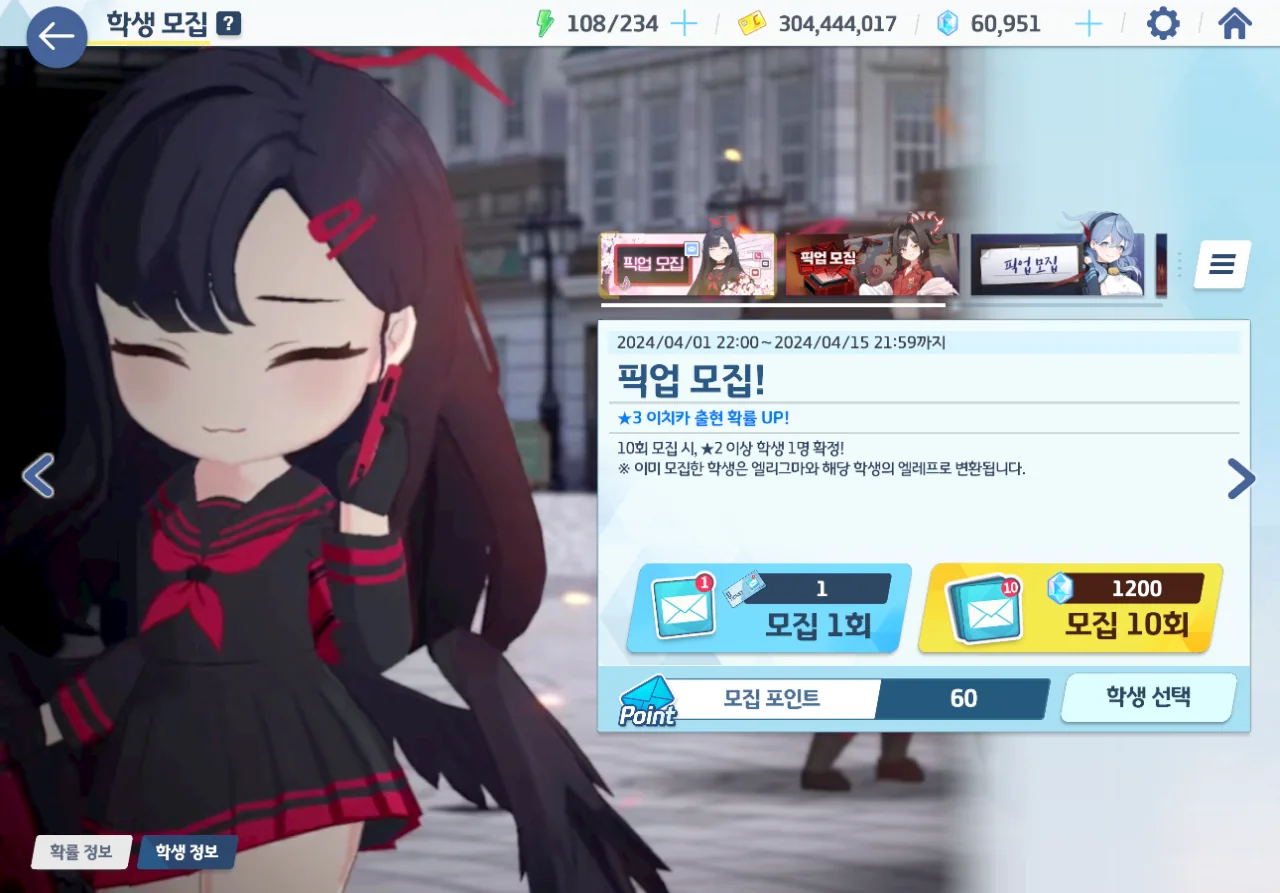 학생 모집 ?
108/234
304,444,017
60,951
픽업 모집
픽업 모집
픽업 모집
2024/04/01 22:00~2024/04/15 21:59까지
픽업 모집!
★3 이치카 출현 확률 UP!
10회 모집 시, ★2 이상 학생 1명 확정!
※ 이미 모집한 학생은 엘리그마와 해당 학생의 엘레프로 변환됩니다.
1
1
모집 1회
10
1200
모집 10회
Point
모집 포인트
60
학생 선택
확률 정보
학생 정보